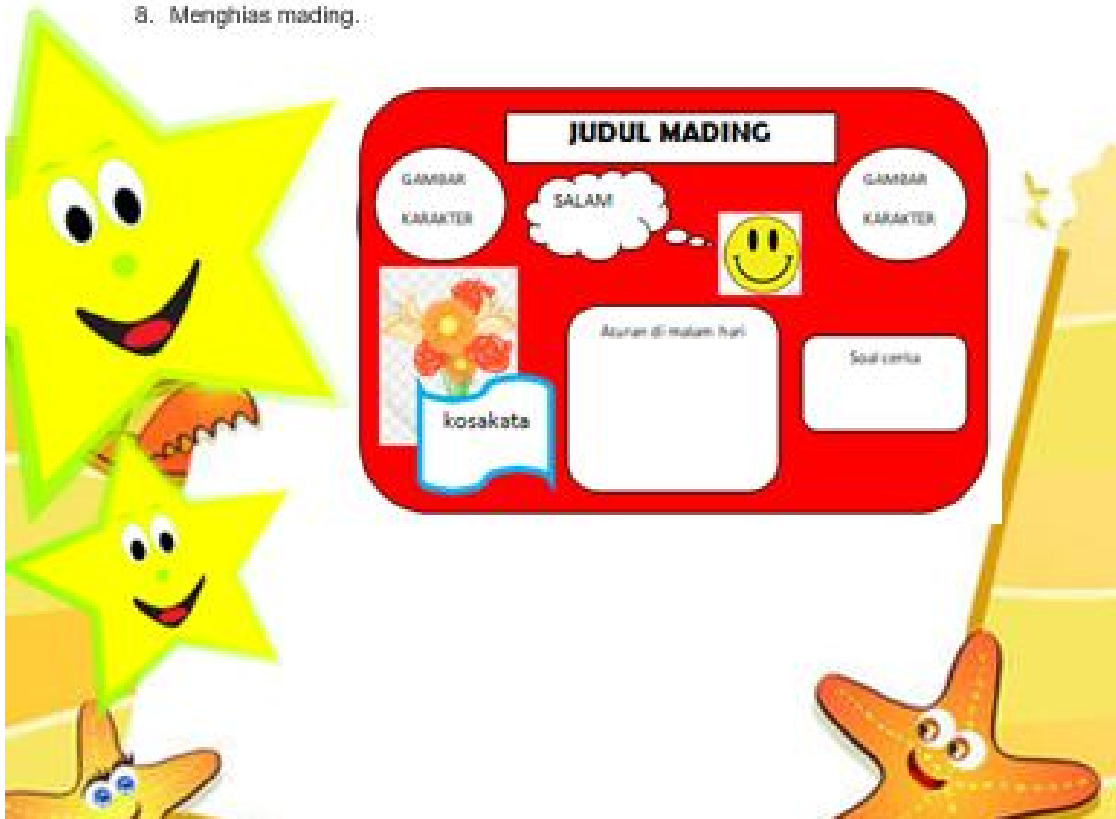 8. Menghias mading.
JUDUL MADING
GAMBAR
KARAKTER
SALAM
GAMBAR
KARAKTER
Aturan di malam hari
Soal cerita
kosakata